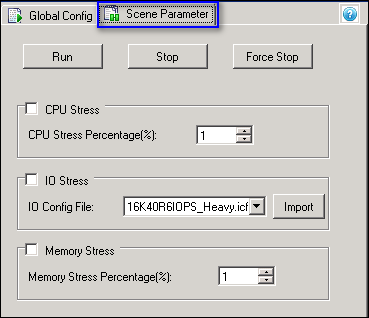 Global Config Scene Parameter ?
Run Stop Force Stop
CPU Stress
CPU Stress Percentage(%): 1
IO Stress
IO Config File: 16K40R6IOPS_Heavy.icf Import
Memory Stress
Memory Stress Percentage(%): 1